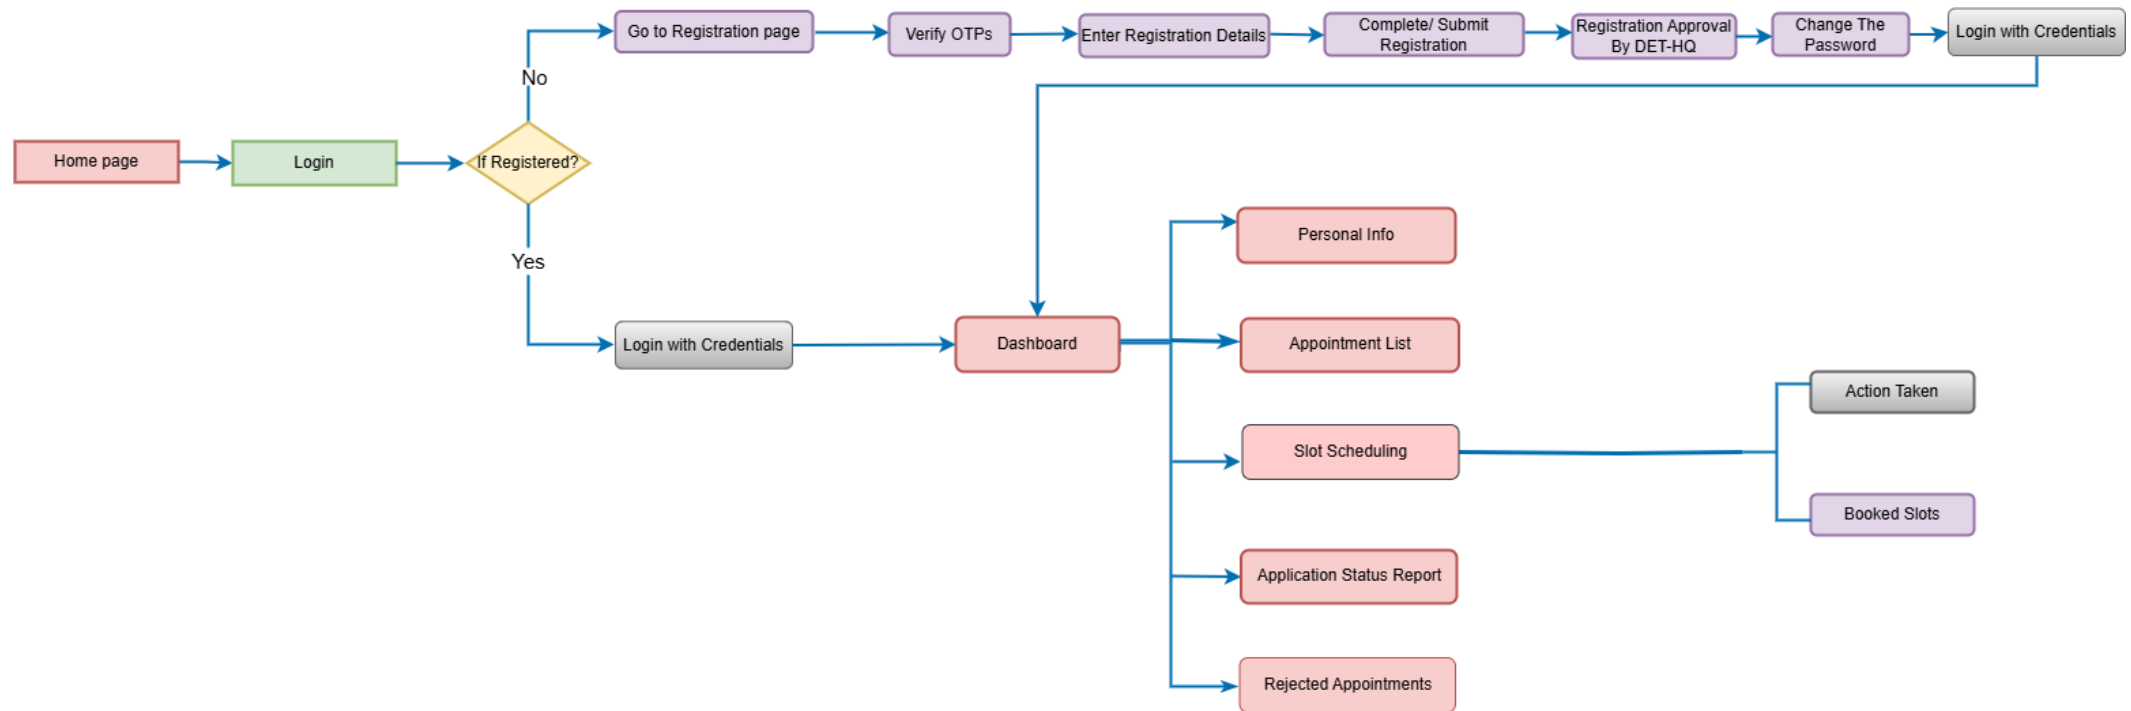 Go to Registration page
Verify OTPs
Enter Registration Details
Complete/ Submit
Registration
Registration Approval
By DET-HQ
Change The
Password
Login with Credentials
No
Home page
Login
If Registered?
Yes
Personal Info
Login with Credentials
Dashboard
Appointment List
Action Taken
Slot Scheduling
Booked Slots
Application Status Report
Rejected Appointments